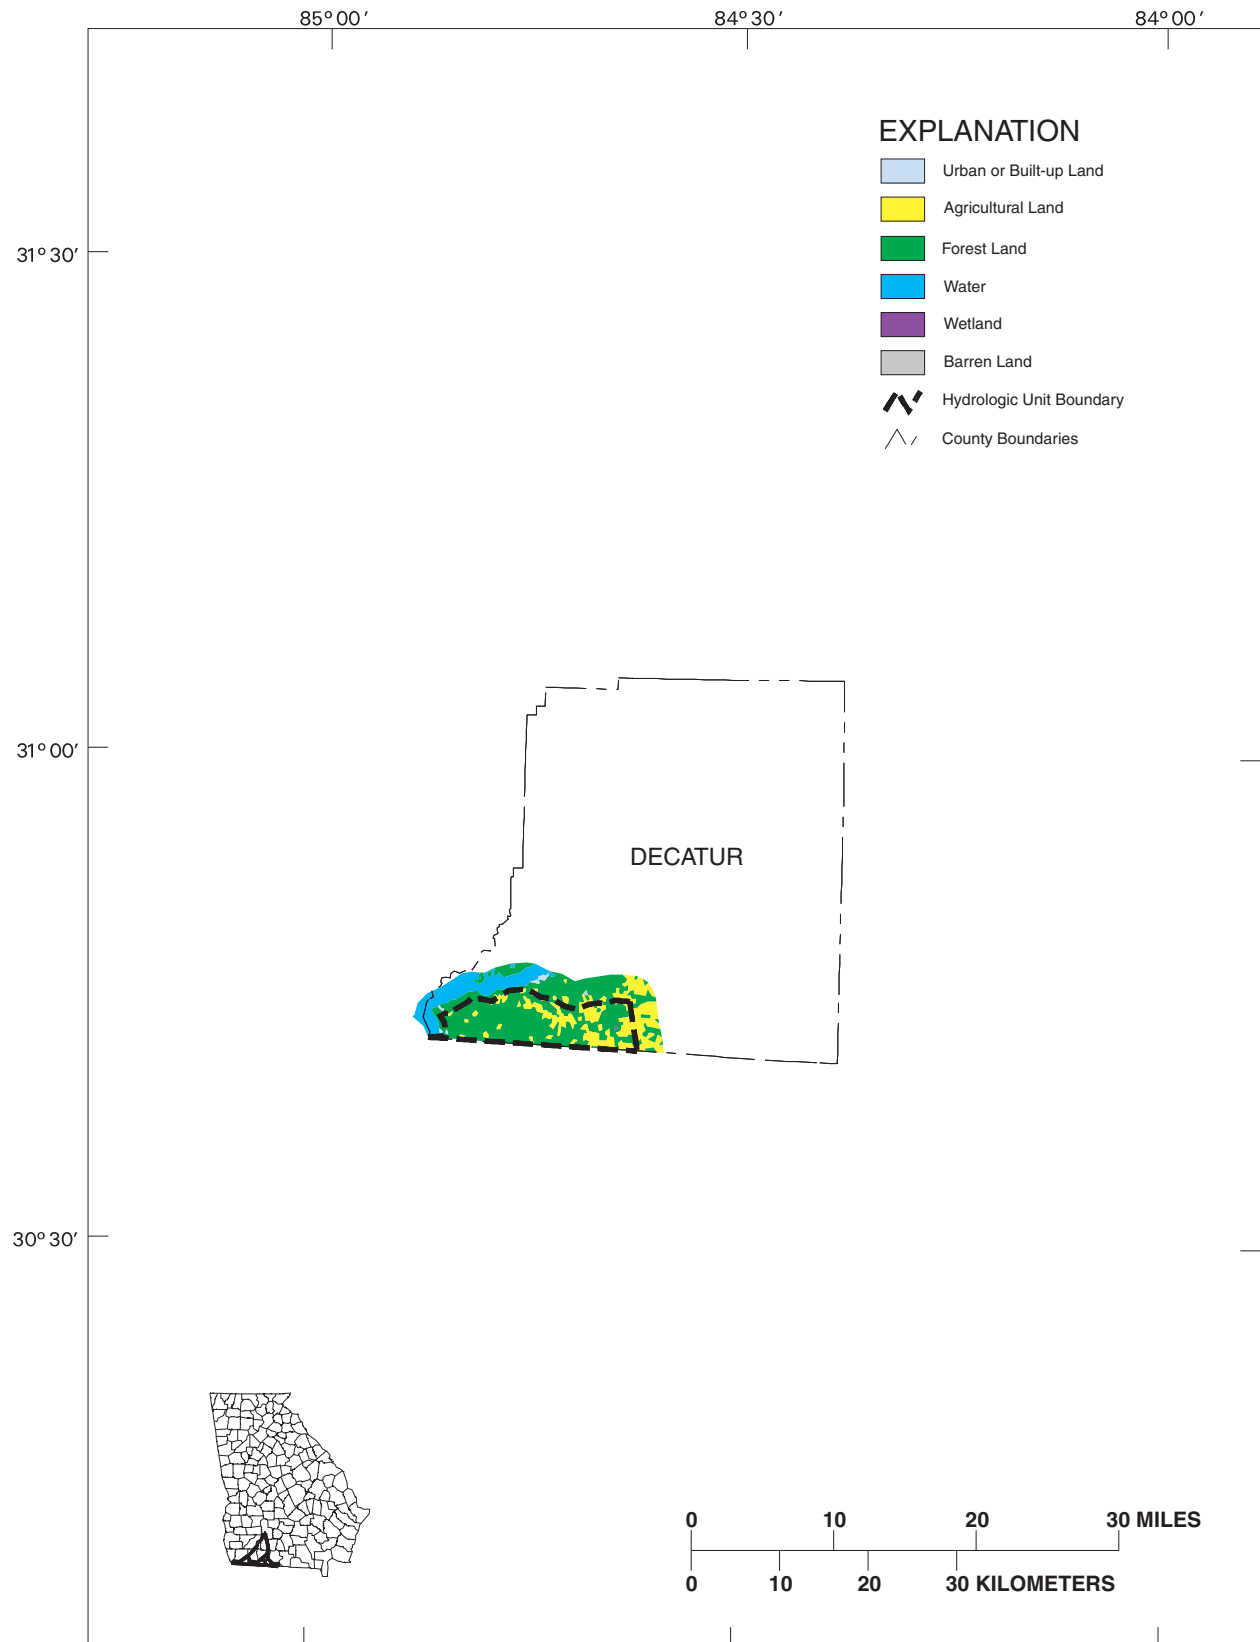 85° 00′
84° 30′
84° 00′
EXPLANATION
Urban or Built-up Land
Agricultural Land
31° 30′
Forest Land
Water
Wetland
Barren Land
Hydrologic Unit Boundary
County Boundaries
31° 00′
DECATUR
30° 30′
0 10 20 30 MILES
0 10 20 30 KILOMETERS